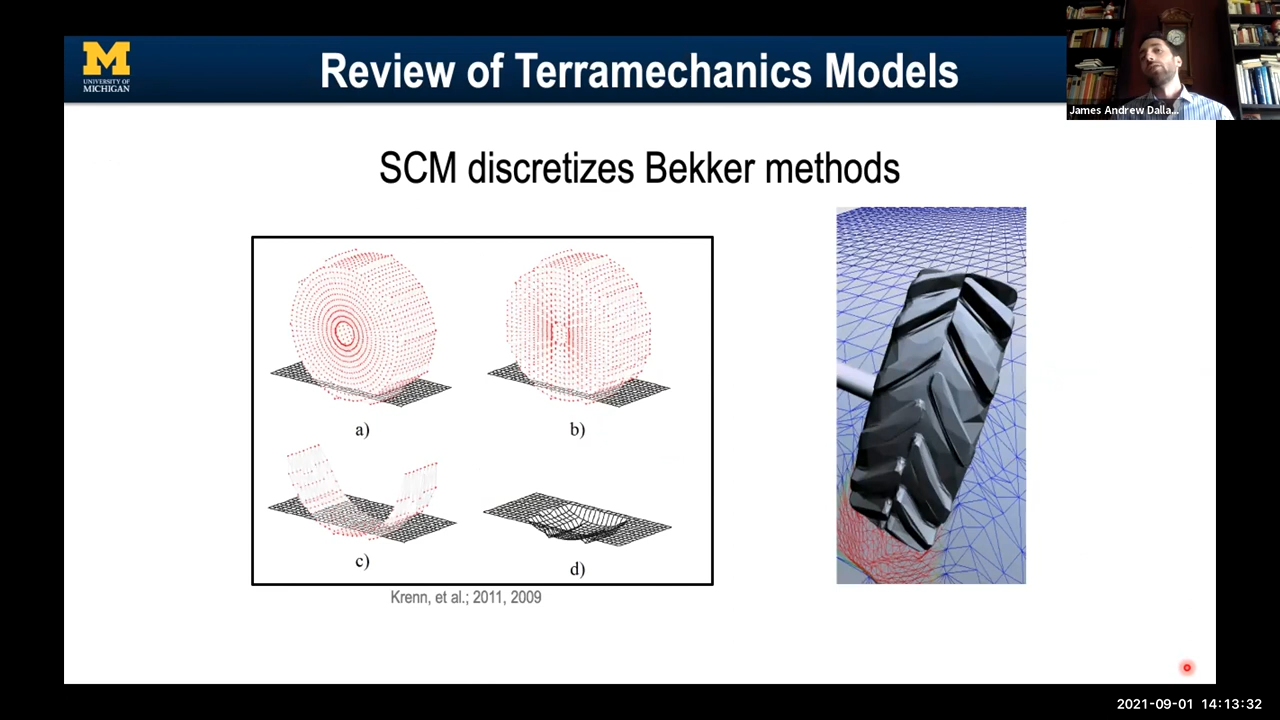 M
UNIVERSITY OF
MICHIGAN
Review of Terramechanics Models
James Andrew Dalla...
SCM discretizes Bekker methods
a)
b)
c)
d)
Krenn, et al.; 2011, 2009
2021-09-01 14:13:32